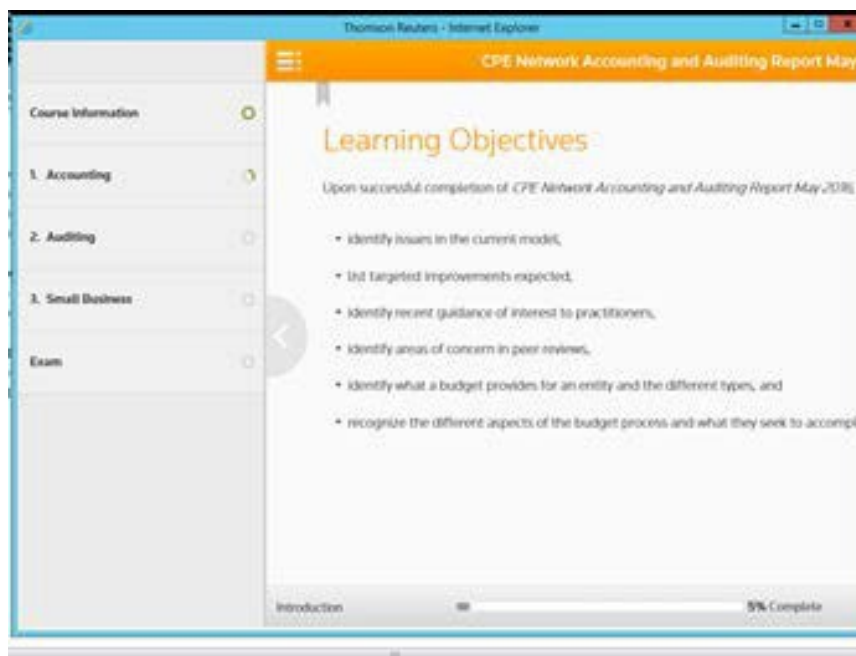 Thomson Reuters - Internet Explorer
CPE Network Accounting and Auditing Report May
Course Information
1. Accounting
2. Auditing
3. Small Business
Exam
Learning Objectives
Upon successful completion of CPE Network Accounting and Auditing Report May 2016,
• identify issues in the current model,
• list targeted improvements expected,
• identify recent guidance of interest to practitioners,
• identify areas of concern in peer reviews,
• identify what a budget provides for an entity and the different types, and
• recognize the different aspects of the budget process and what they seek to accompl
Introduction
5% Complete